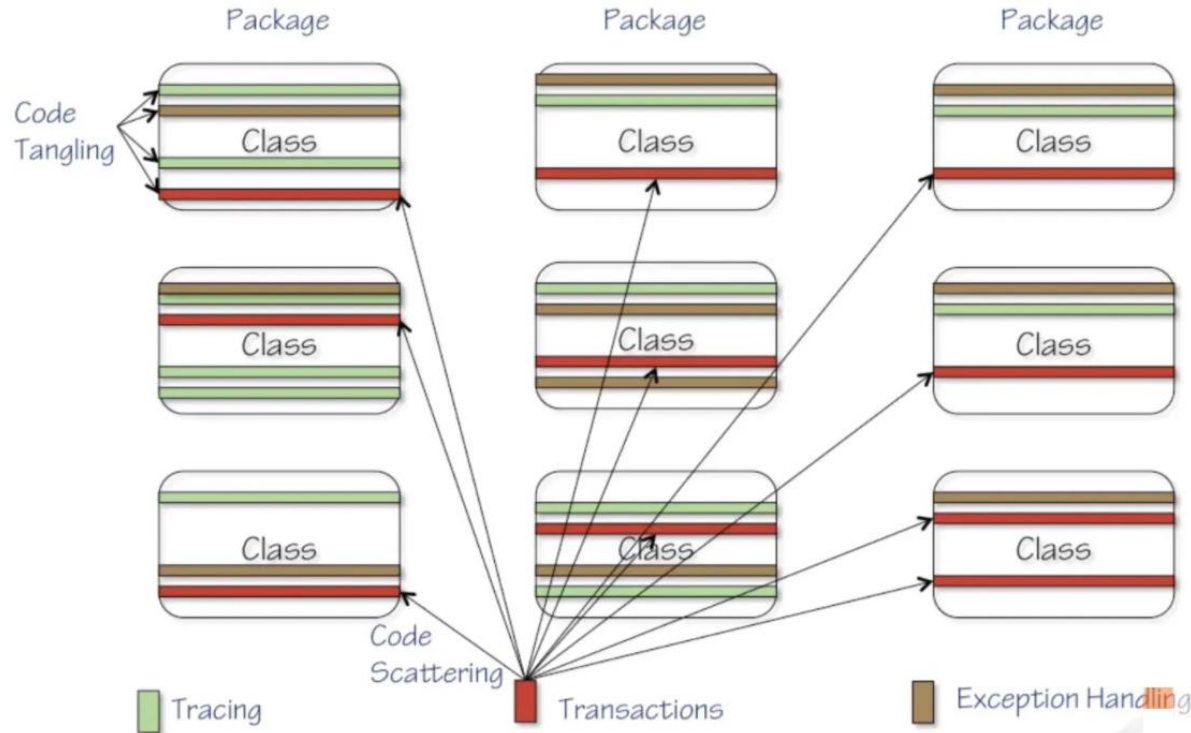 Package
Package
Package
Code
Tangling
Class
Class
Class
Class
Class
Class
Class
Class
Class
Code
Scattering
Tracing
Transactions
Exception Handling